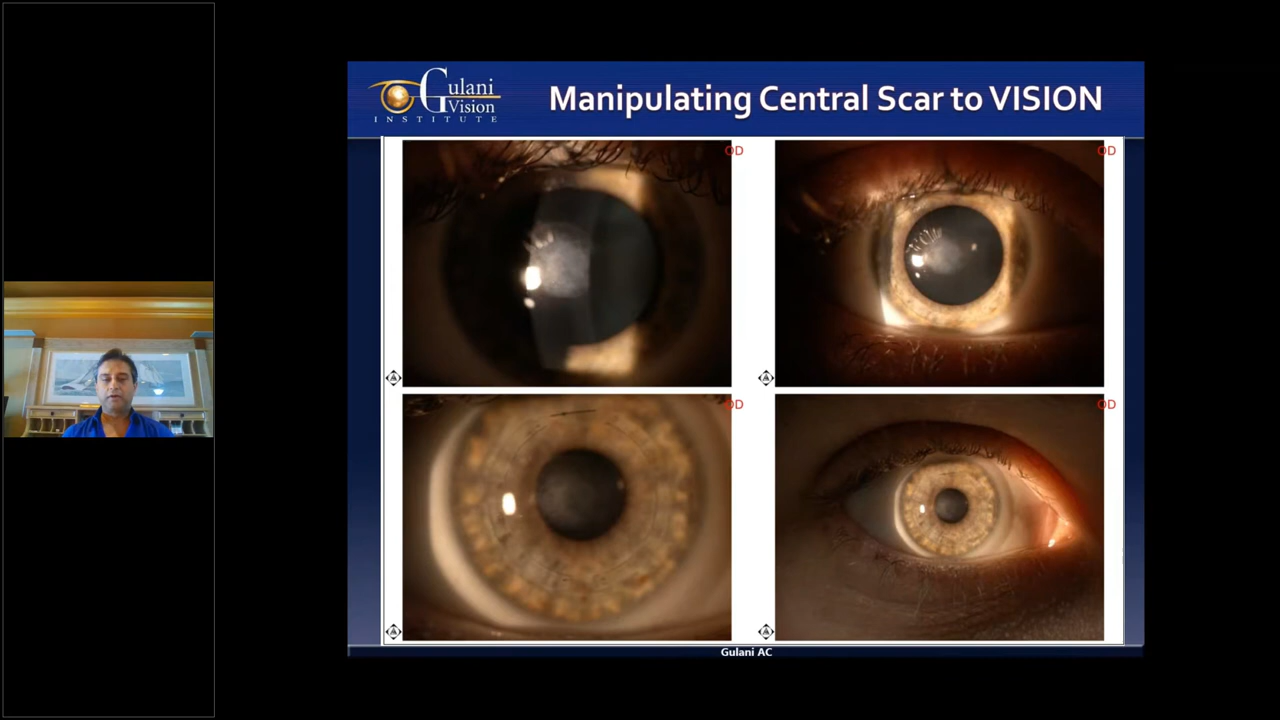 Gulani
Vision
INSTITUTE
Manipulating Central Scar to VISION
OD
OD
OD
OD
Gulani AC